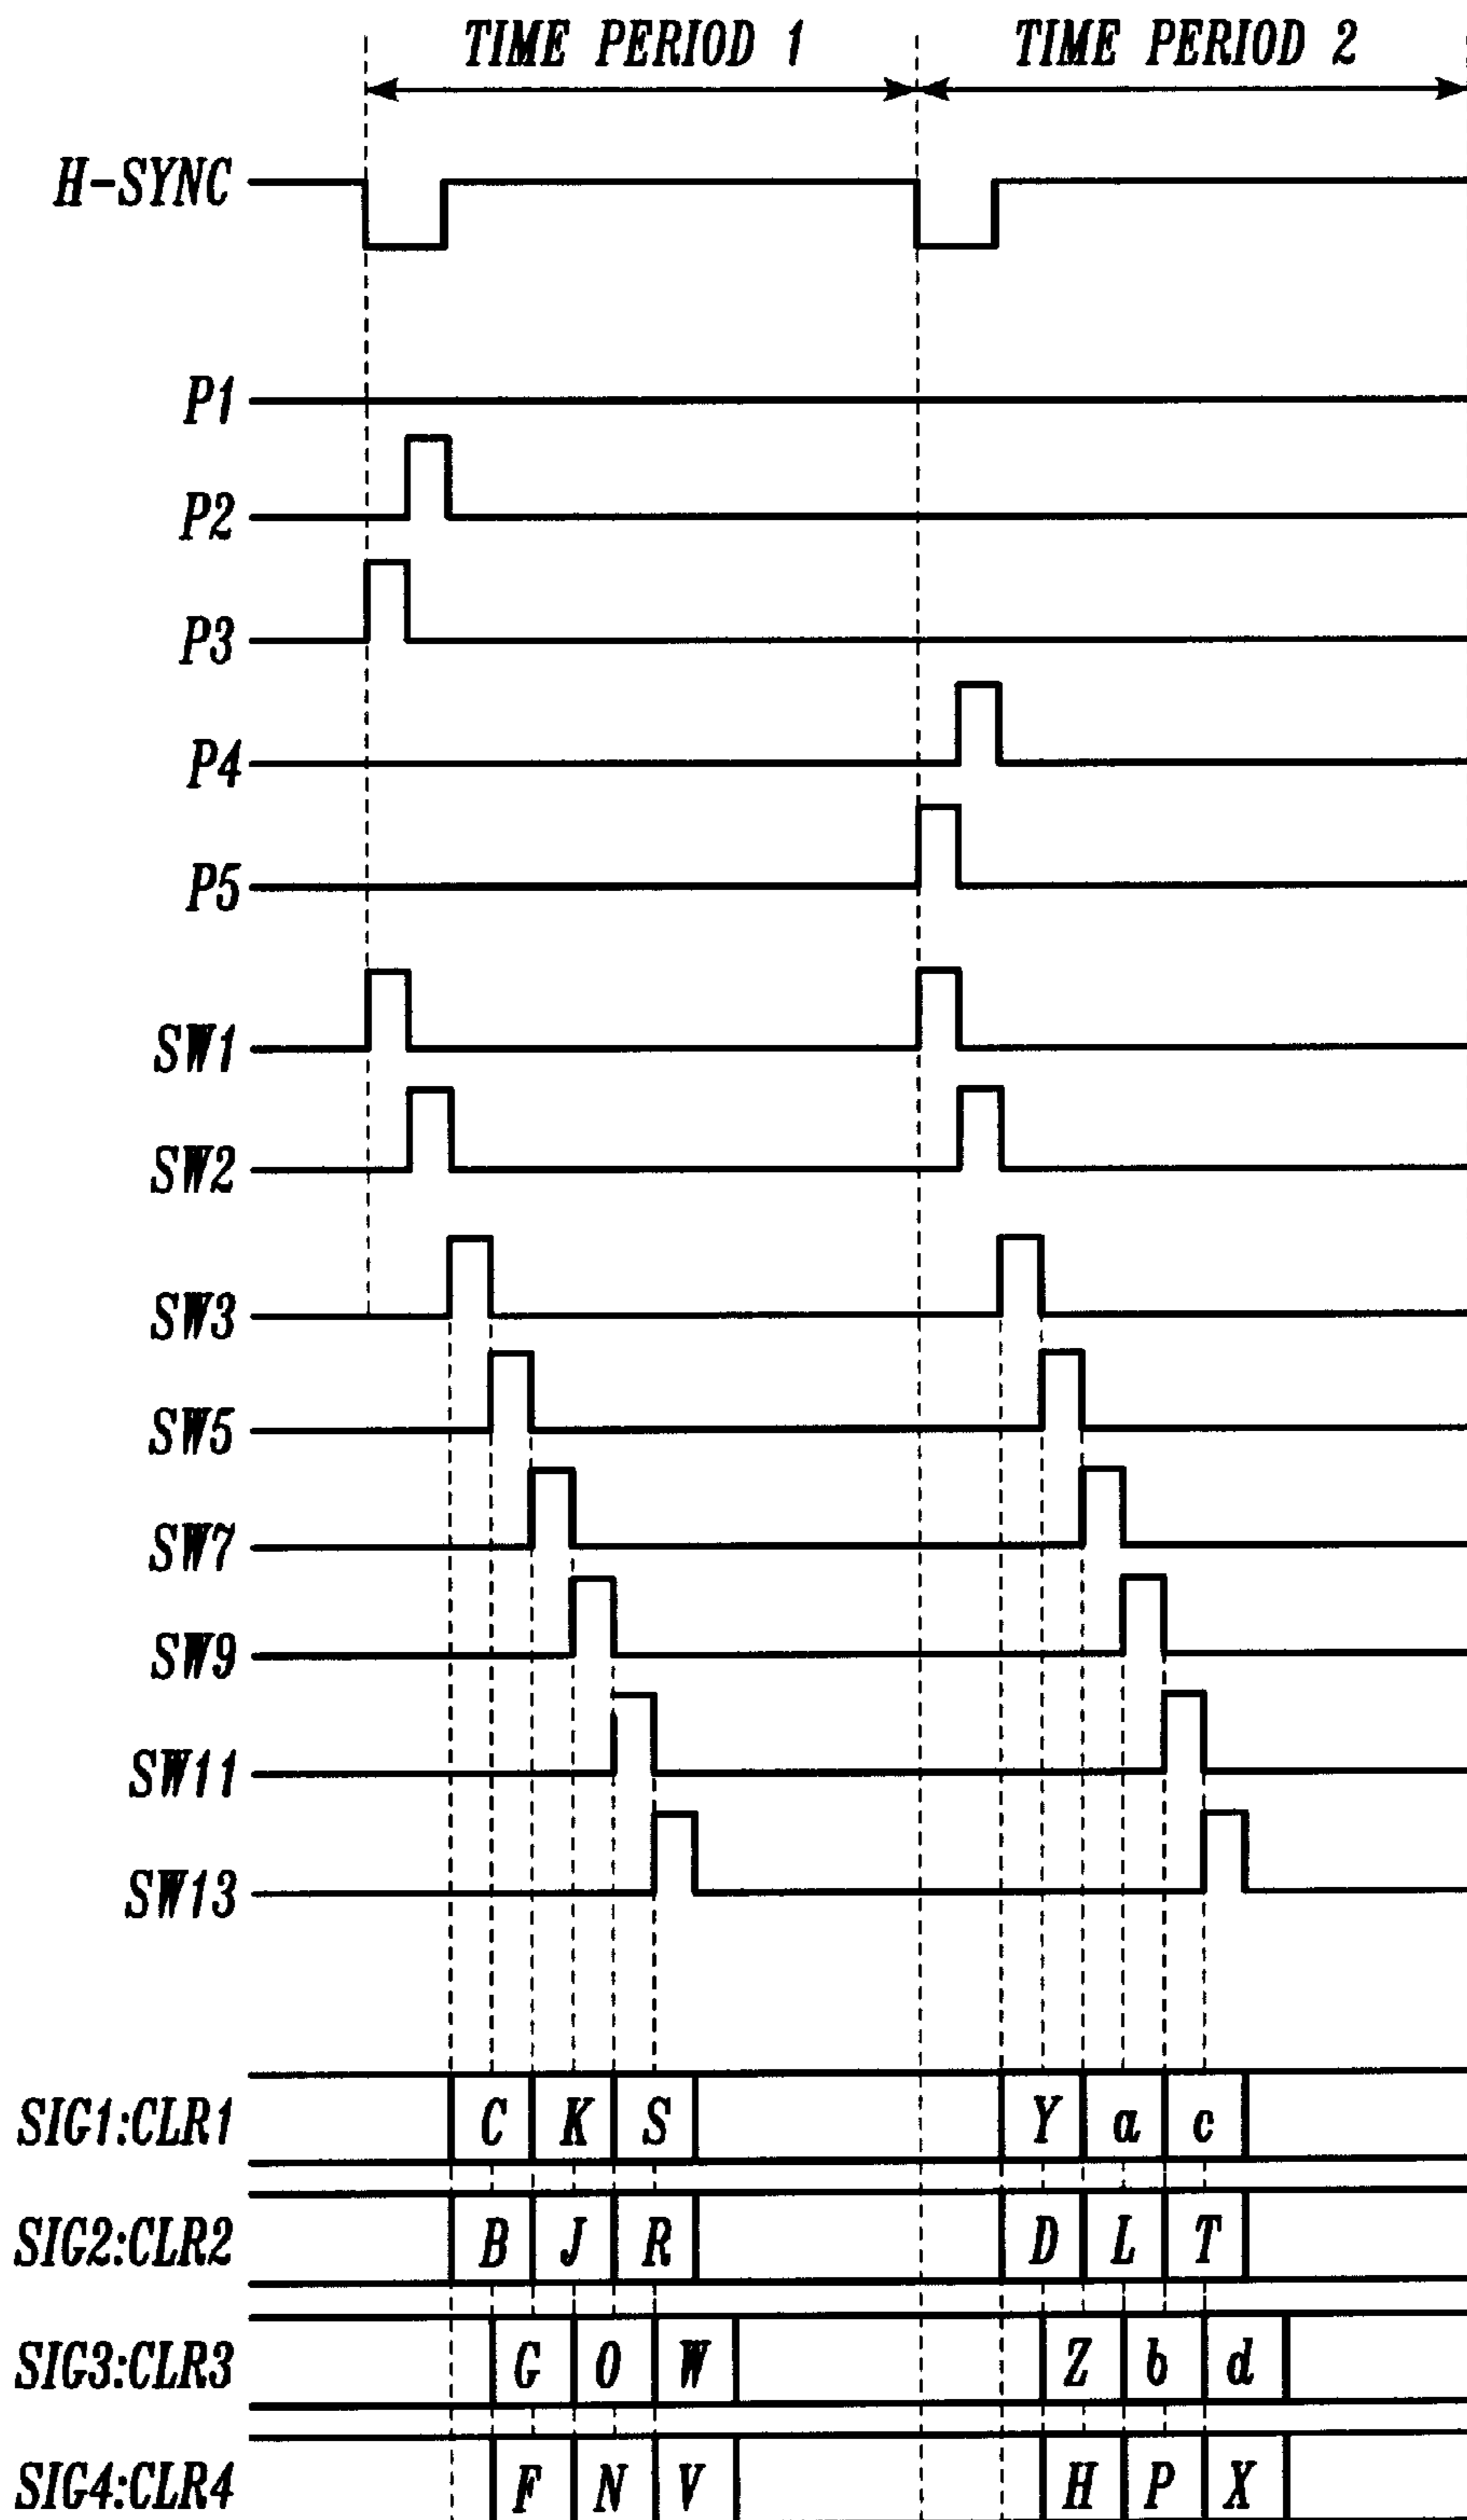 TIME PERIOD 1 TIME PERIOD 2
H-SYNC
P1
P2
P3
P4
P5
SW1
SW2
SW3
SW5
SW7
SW9
SW11
SW13
SIG1:CLR1 C K S Y a c
SIG2:CLR2 B J R D L T
SIG3:CLR3 G O W Z b d
SIG4:CLR4 F N V H P X